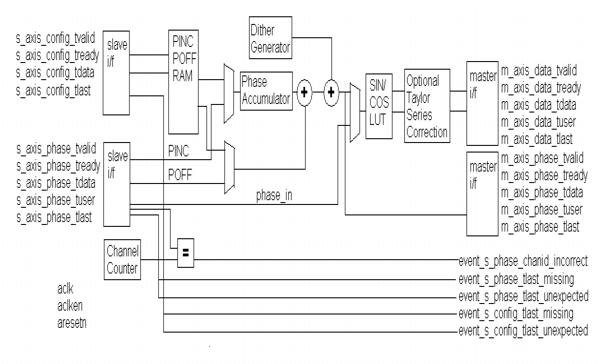 s_axis_config_tvalid
s_axis_config_tready
s_axis_config_tdata
s_axis_config_tlast
slave
i/f
PINC
POFF
RAM
Dither
Generator
Phase
Accumulator
+
+
SIN/
COS
LUT
Optional
Taylor
Series
Correction
master
i/f
m_axis_data_tvalid
m_axis_data_tready
m_axis_data_tdata
m_axis_data_tuser
m_axis_data_tlast
s_axis_phase_tvalid
s_axis_phase_tready
s_axis_phase_tdata
s_axis_phase_tuser
s_axis_phase_tlast
slave
i/f
PINC
POFF
phase_in
master
i/f
m_axis_phase_tvalid
m_axis_phase_tready
m_axis_phase_tdata
m_axis_phase_tuser
m_axis_phase_tlast
Channel
Counter
=
event_s_phase_chanid_incorrect
event_s_phase_tlast_missing
event_s_phase_tlast_unexpected
event_s_config_tlast_missing
event_s_config_tlast_unexpected
aclk
aclken
aresetn